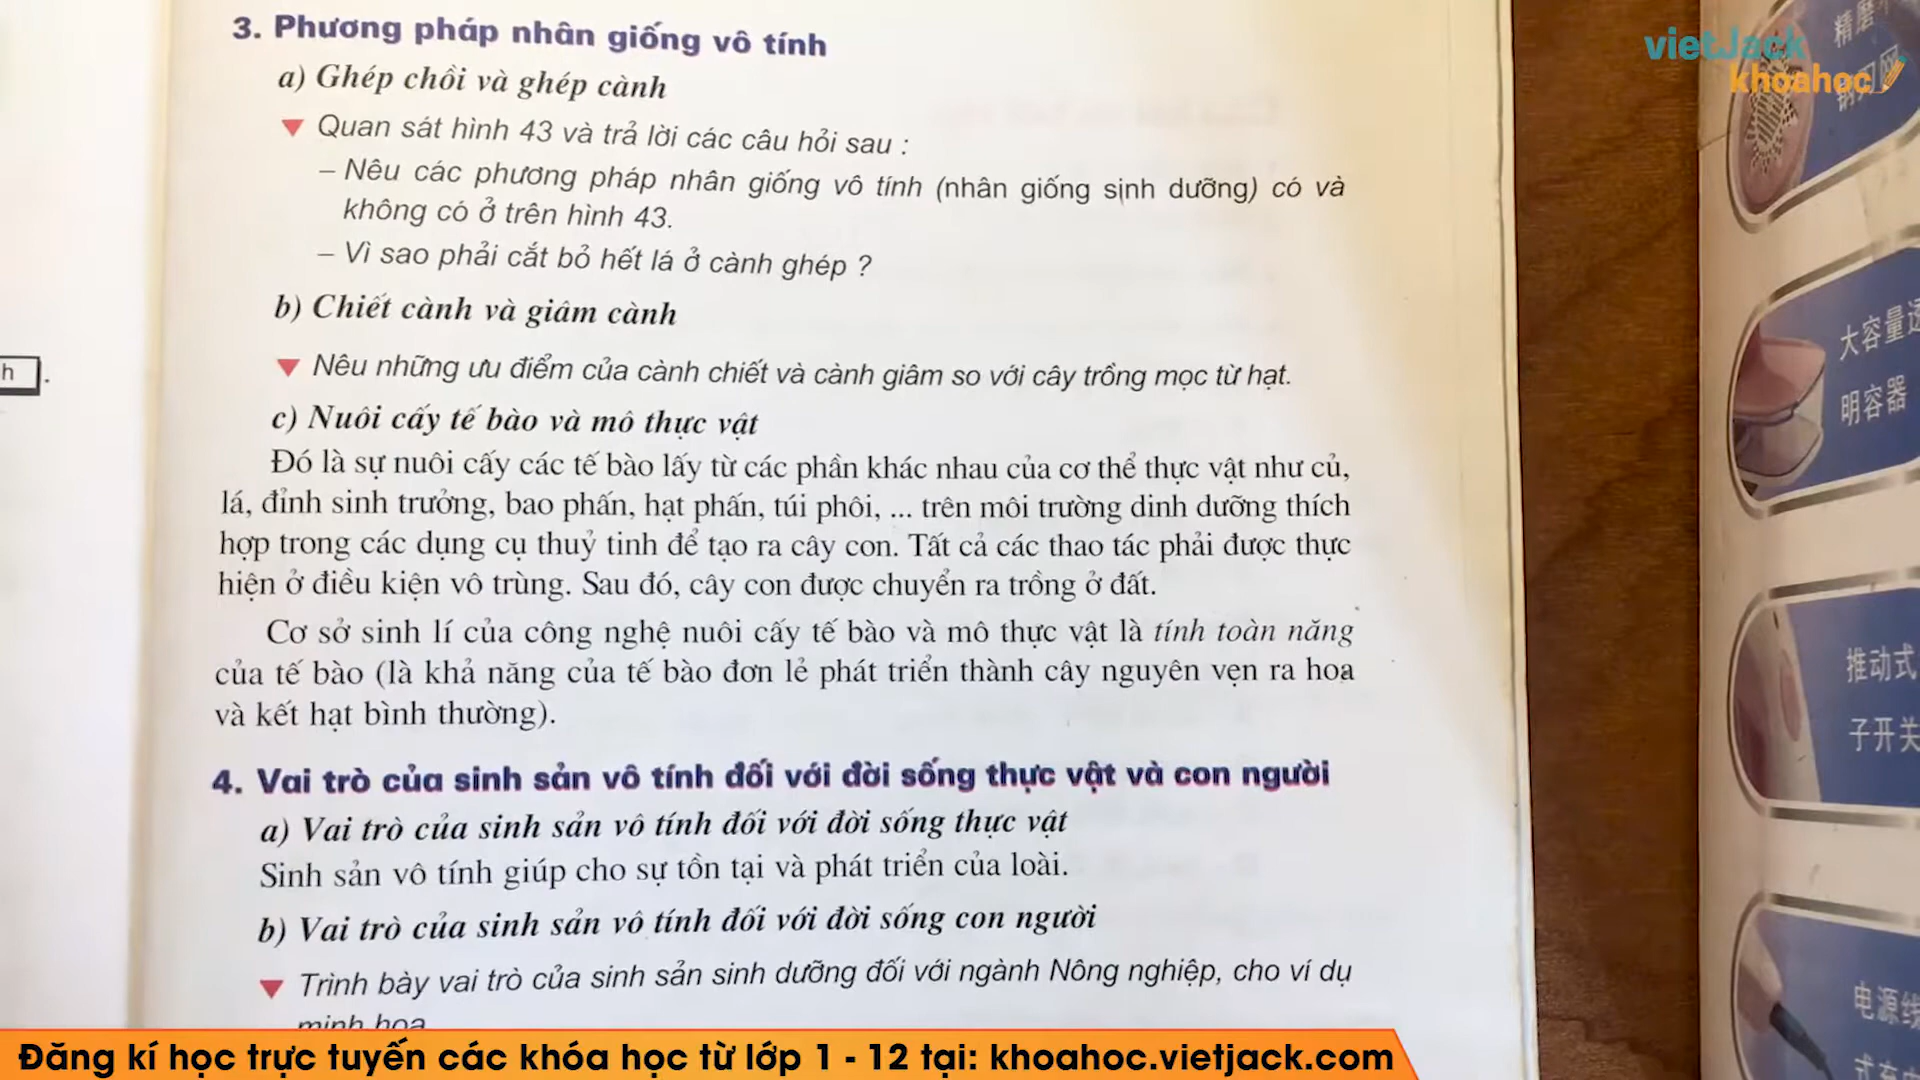 3. Phương pháp nhân giống vô tính
a) Ghép chồi và ghép cành
▼ Quan sát hình 43 và trả lời các câu hỏi sau :
– Nêu các phương pháp nhân giống vô tính (nhân giống sinh dưỡng) có và
không có ở trên hình 43.
– Vì sao phải cắt bỏ hết lá ở cành ghép ?
b) Chiết cành và giâm cành
▼ Nêu những ưu điểm của cành chiết và cành giâm so với cây trồng mọc từ hạt.
c) Nuôi cấy tế bào và mô thực vật
Đó là sự nuôi cấy các tế bào lấy từ các phần khác nhau của cơ thể thực vật như củ,
lá, đỉnh sinh trưởng, bao phấn, hạt phấn, túi phôi, ... trên môi trường dinh dưỡng thích
hợp trong các dụng cụ thuỷ tinh để tạo ra cây con. Tất cả các thao tác phải được thực
hiện ở điều kiện vô trùng. Sau đó, cây con được chuyển ra trồng ở đất.
Cơ sở sinh lí của công nghệ nuôi cấy tế bào và mô thực vật là tính toàn năng
của tế bào (là khả năng của tế bào đơn lẻ phát triển thành cây nguyên vẹn ra hoa
và kết hạt bình thường).
4. Vai trò của sinh sản vô tính đối với đời sống thực vật và con người
a) Vai trò của sinh sản vô tính đối với đời sống thực vật
Sinh sản vô tính giúp cho sự tồn tại và phát triển của loài.
b) Vai trò của sinh sản vô tính đối với đời sống con người
▼ Trình bày vai trò của sinh sản sinh dưỡng đối với ngành Nông nghiệp, cho ví dụ
minh hoạ
h .
vietJack
khoahoc
精磨
钢刀网
大容量透
明容器
推动式
子开关
电源线
Đăng kí học trực tuyến các khóa học từ lớp 1 - 12 tại: khoahoc.vietjack.com